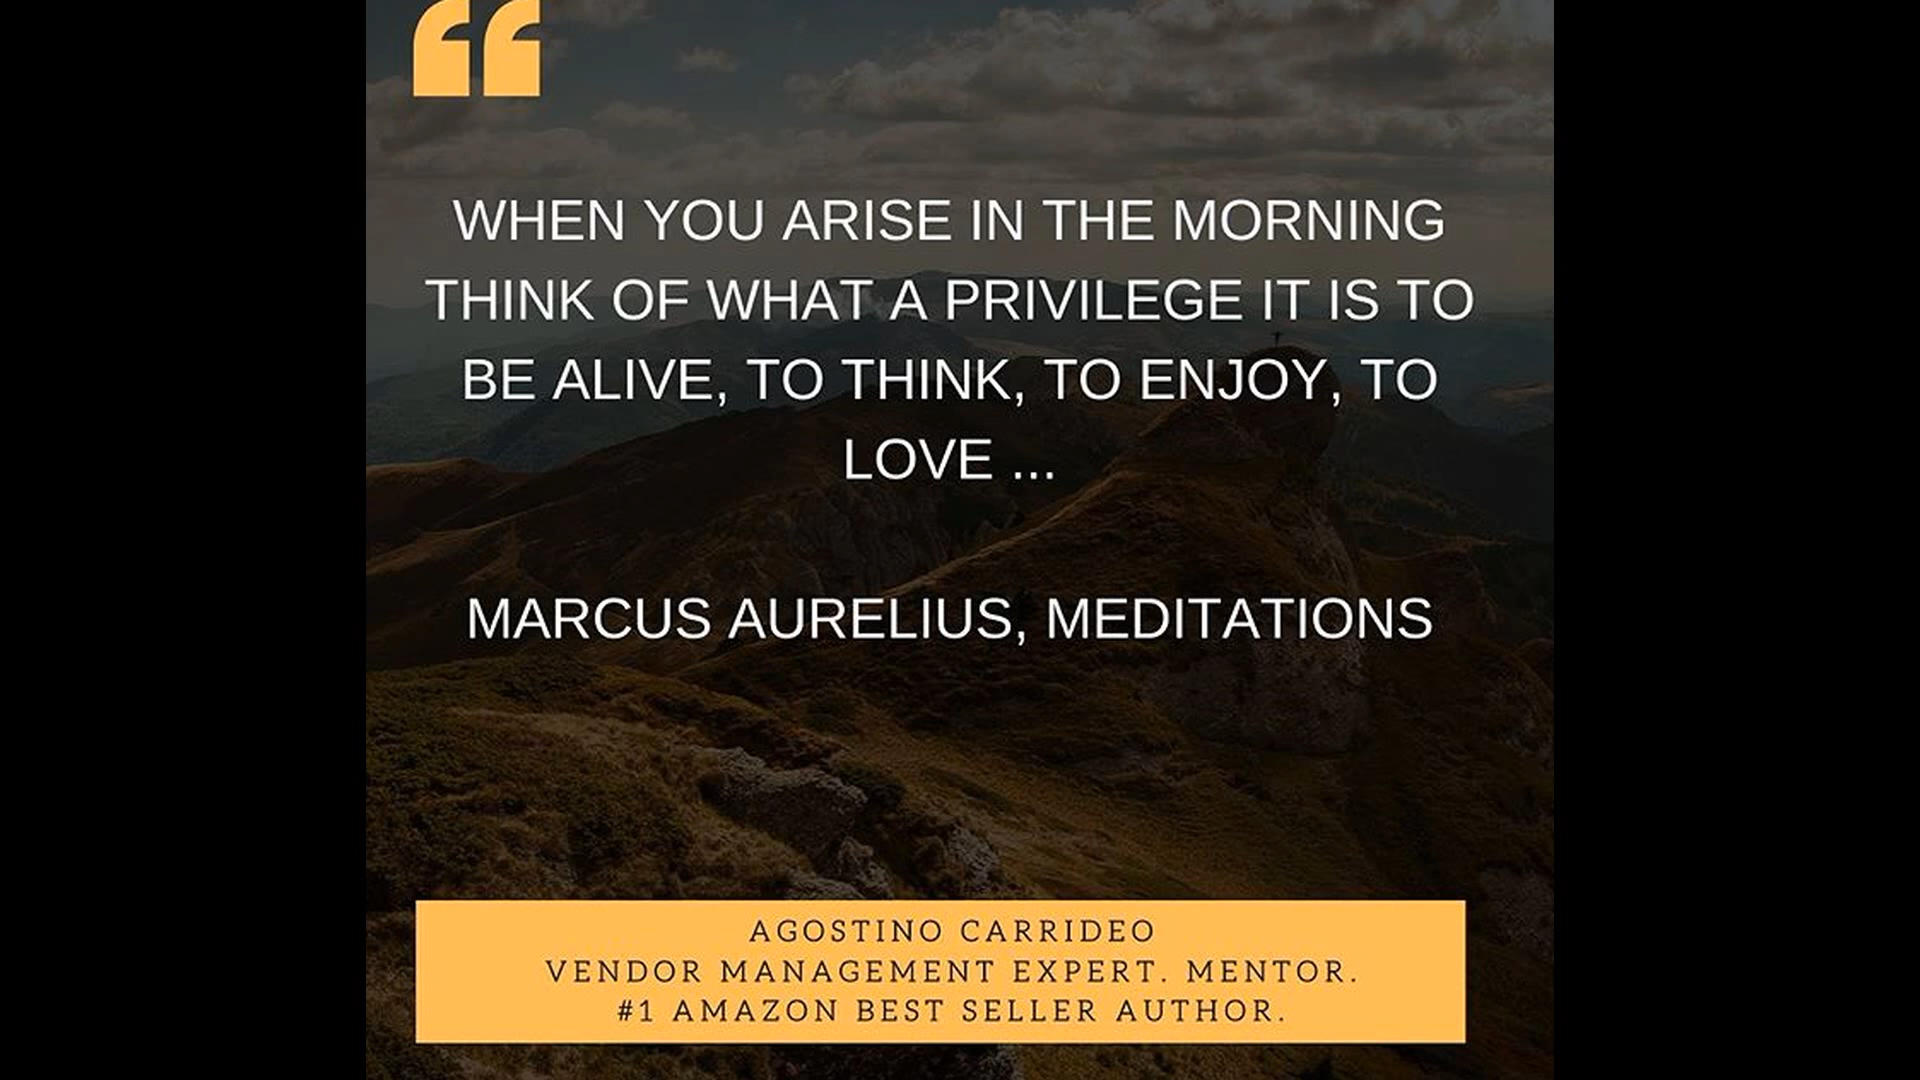 “
WHEN YOU ARISE IN THE MORNING
THINK OF WHAT A PRIVILEGE IT IS TO
BE ALIVE, TO THINK, TO ENJOY, TO
LOVE ...
MARCUS AURELIUS, MEDITATIONS
AGOSTINO CARRIDEO
VENDOR MANAGEMENT EXPERT. MENTOR.
#1 AMAZON BEST SELLER AUTHOR.